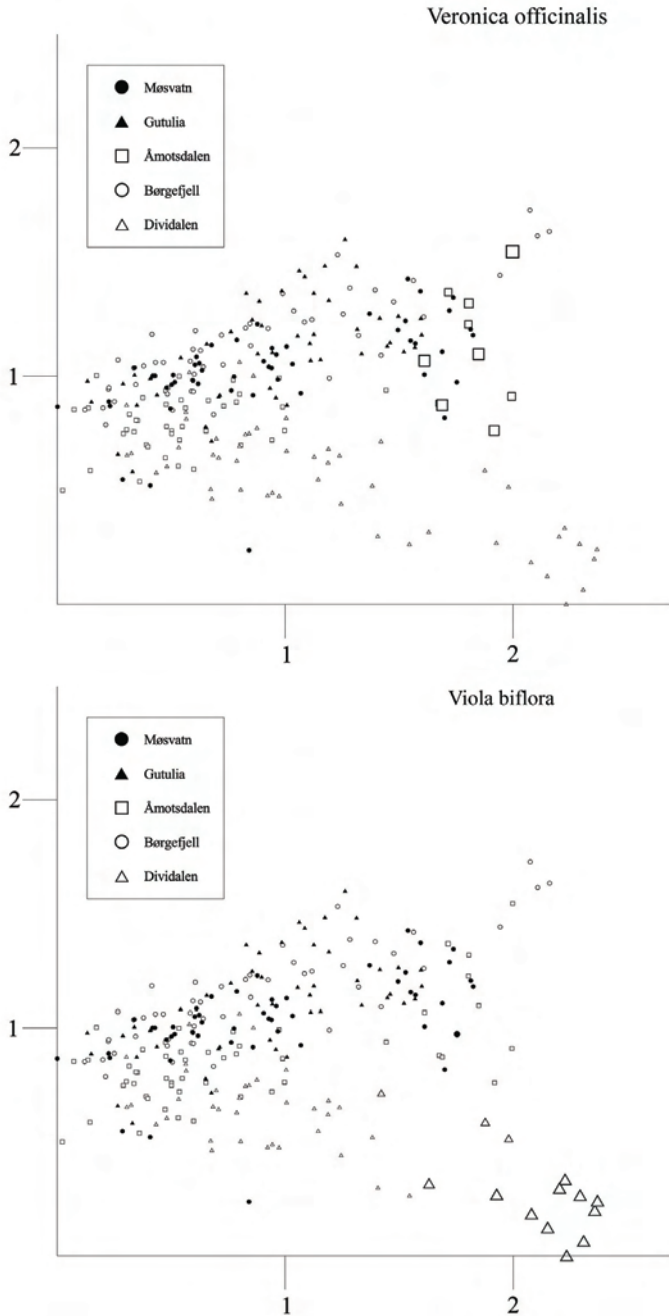 Veronica officinalis
Møsvatn
Gutulia
Åmotsdalen
Børgefjell
Dividalen
2
1
1 2
Viola biflora
Møsvatn
Gutulia
Åmotsdalen
Børgefjell
Dividalen
2
1
1 2